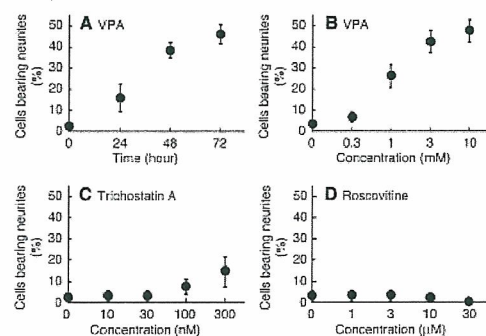 A VPA
Cells bearing neurites
(%)
50
40
30
20
10
0
0 24 48 72
Time (hour)
B VPA
Cells bearing neurites
(%)
50
40
30
20
10
0
0 0.3 1 3 10
Concentration (mM)
C Trichostatin A
Cells bearing neurites
(%)
50
40
30
20
10
0
0 10 30 100 300
Concentration (nM)
D Roscovitine
Cells bearing neurites
(%)
50
40
30
20
10
0
0 1 3 10 30
Concentration (µM)